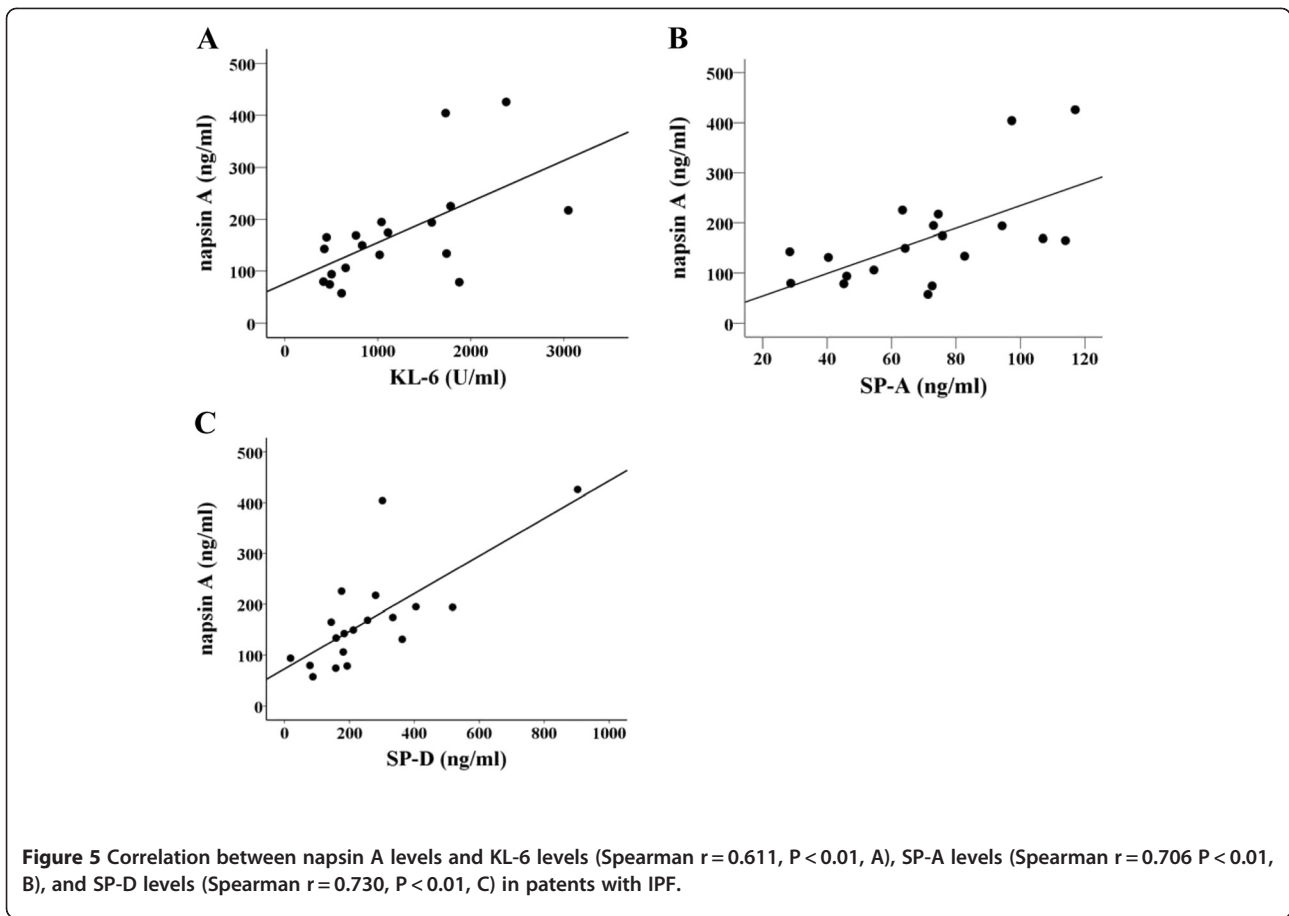 A
500
400
300
200
100
0
napsin A (ng/ml)
0 1000 2000 3000
KL-6 (U/ml)
B
500
400
300
200
100
0
napsin A (ng/ml)
20 40 60 80 100 120
SP-A (ng/ml)
C
500
400
300
200
100
0
napsin A (ng/ml)
0 200 400 600 800 1000
SP-D (ng/ml)
Figure 5 Correlation between napsin A levels and KL-6 levels (Spearman r = 0.611, P < 0.01, A), SP-A levels (Spearman r = 0.706 P < 0.01,
B), and SP-D levels (Spearman r = 0.730, P < 0.01, C) in patents with IPF.